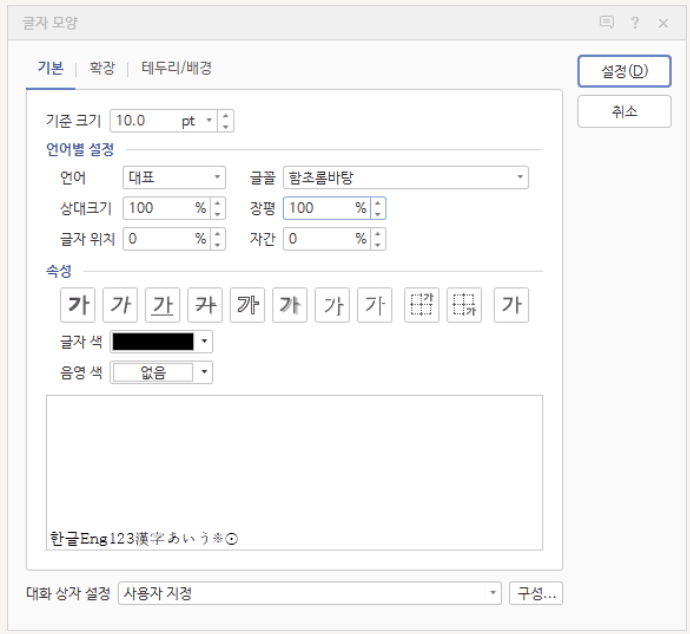 글자 모양 ?
기본 확장 테두리/배경
설정(D)
취소
기준 크기 10.0 pt
언어별 설정
언어 대표 글꼴 함초롬바탕
상대크기 100 % 장평 100 %
글자 위치 0 % 자간 0 %
속성
가 가 가 가 가 가 가 가 가 가 가
글자 색
음영 색 없음
한글Eng123漢字あいう※⊙
대화 상자 설정 사용자 지정 구성...